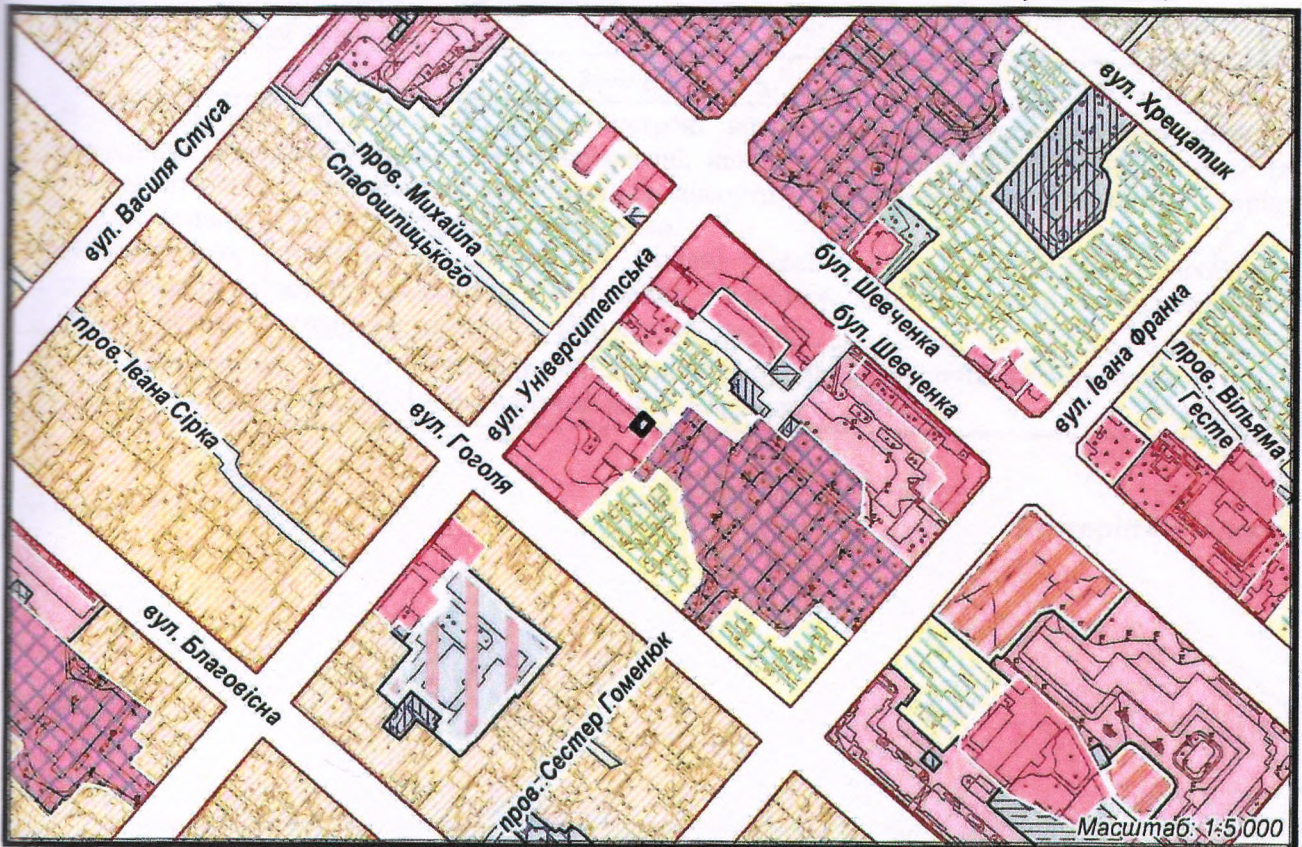 вул. Хрещатик
вул. Василя Стуса
пров. Михайла
Слабошпицького
бул. Шевченка
бул. Шевченка
вул. Університетська
вул. Івана Франка
пров. Вільяма
Гесте
пров. Івана Сірка
вул. Гоголя
вул. Благовісна
пров. Сестер Гоменюк
Масштаб: 1:5 000